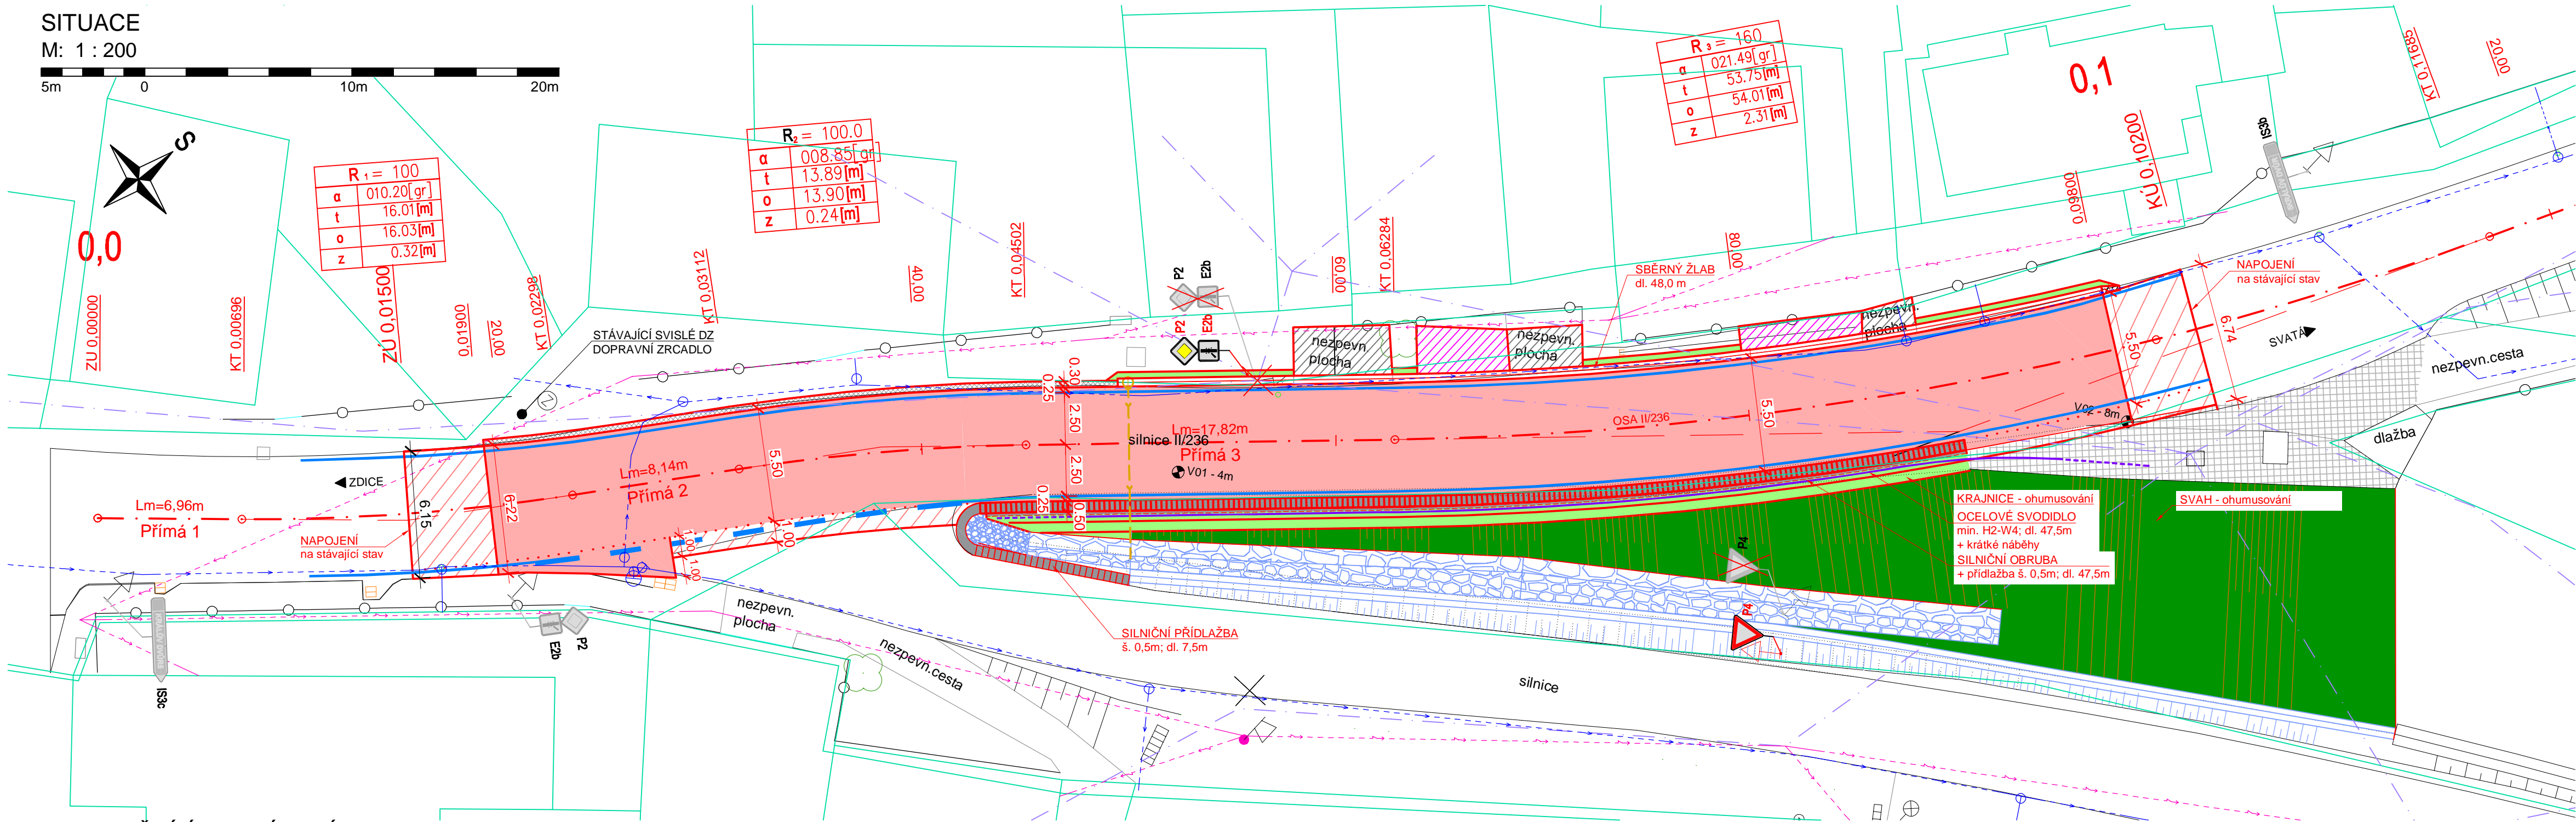 SITUACE
M: 1 : 200
5m 0 10m 20m
S
0,0
R 1 = 100
α 010.20[gr]
t 16.01[m]
o 16.03[m]
z 0.32[m]
R2 = 100.0
α 008.85[gr]
t 13.89[m]
o 13.90[m]
z 0.24[m]
R 3 = 160
α 021.49[gr]
t 53.75[m]
o 54.01[m]
z 2.31[m]
0,1
ZU 0,00000
KT 0,00696
ZÚ 0,01500
0,01900
20,00
KT 0,02298
KT 0,03112
40,00
KT 0,04502
60,00
KT 0,06284
80,00
0,09800
KÚ 0,10200
KT 0,11685
STÁVAJÍCÍ SVISLÉ DZ
DOPRAVNÍ ZRCADLO
P2
E2b
P2
E2b
SBĚRNÝ ŽLAB
dl. 48,0 m
nezpevn.
plocha
nezpevn.
plocha
nezpevn.
plocha
IS3b
NAPOJENÍ
na stávající stav
6.74
5.50
SVATÁ
nezpevn.cesta
dlažba
V02 - 8m
OSA II/236
5.50
Lm=17,82m
silnice II/236
Přímá 3
V01 - 4m
0.30
0.25
2.50
2.50
0.25
0.50
5.50
Lm=8,14m
Přímá 2
6.22
6.15
ZDICE
Lm=6,96m
Přímá 1
NAPOJENÍ
na stávající stav
1.00
1.00
1.00
KRAJNICE - ohumusování
OCELOVÉ SVODIDLO
min. H2-W4; dl. 47,5m
+ krátké náběhy
SILNIČNÍ OBRUBA
+ přídlažba š. 0,5m; dl. 47,5m
SVAH - ohumusování
P4
P4
SILNIČNÍ PŘÍDLAŽBA
š. 0,5m; dl. 7,5m
nezpevn.
plocha
nezpevn.cesta
silnice
E2b
P2
IS3c